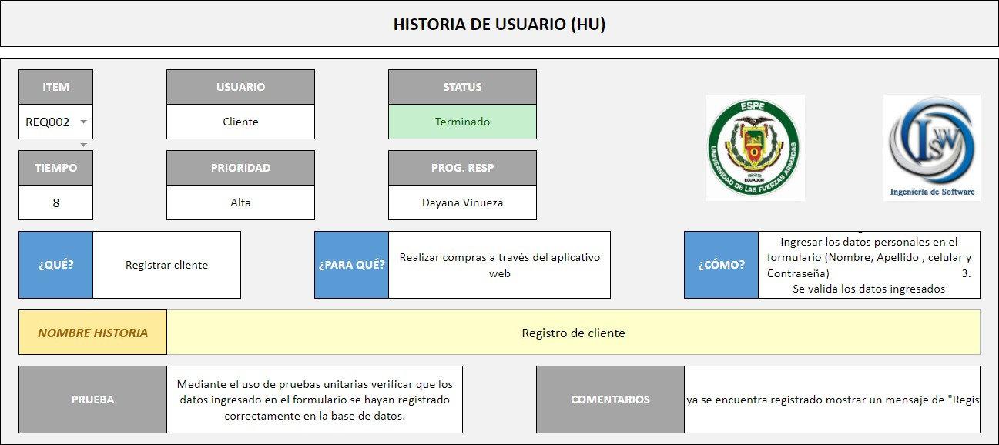 HISTORIA DE USUARIO (HU)
ITEM
USUARIO
STATUS
REQ002
Cliente
Terminado
TIEMPO
PRIORIDAD
PROG. RESP
8
Alta
Dayana Vinueza
ESPE
UNIVERSIDAD DE LAS FUERZAS ARMADAS
ECUADOR
ISW
Ingeniería de Software
¿QUÉ?
Registrar cliente
¿PARA QUÉ?
Realizar compras a través del aplicativo
web
¿CÓMO?
Ingresar los datos personales en el
formulario (Nombre, Apellido , celular y
Contraseña) 3.
Se valida los datos ingresados
NOMBRE HISTORIA
Registro de cliente
PRUEBA
Mediante el uso de pruebas unitarias verificar que los
datos ingresado en el formulario se hayan registrado
correctamente en la base de datos.
COMENTARIOS
ya se encuentra registrado mostrar un mensaje de "Regis